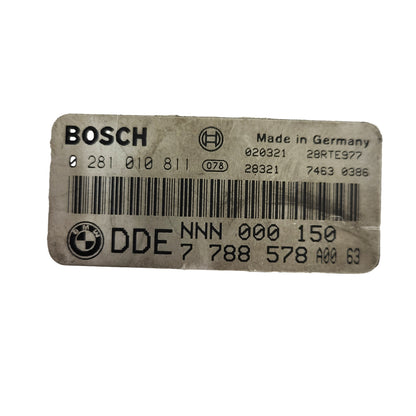 BOSCH
Made in Germany
020321 28RTE977
0 281 010 811 078 28321 7463 0386
BMW DDE NNN 000 150
7 788 578 A00 63